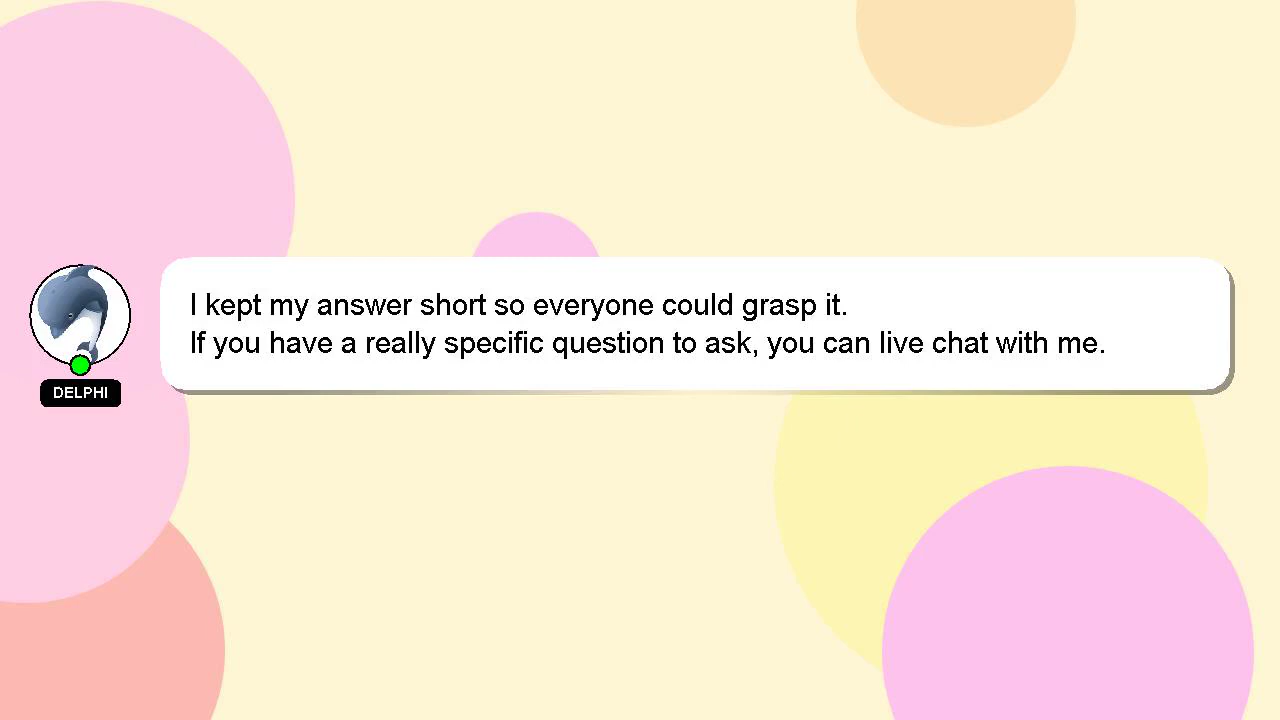 I kept my answer short so everyone could grasp it.
If you have a really specific question to ask, you can live chat with me.
DELPHI